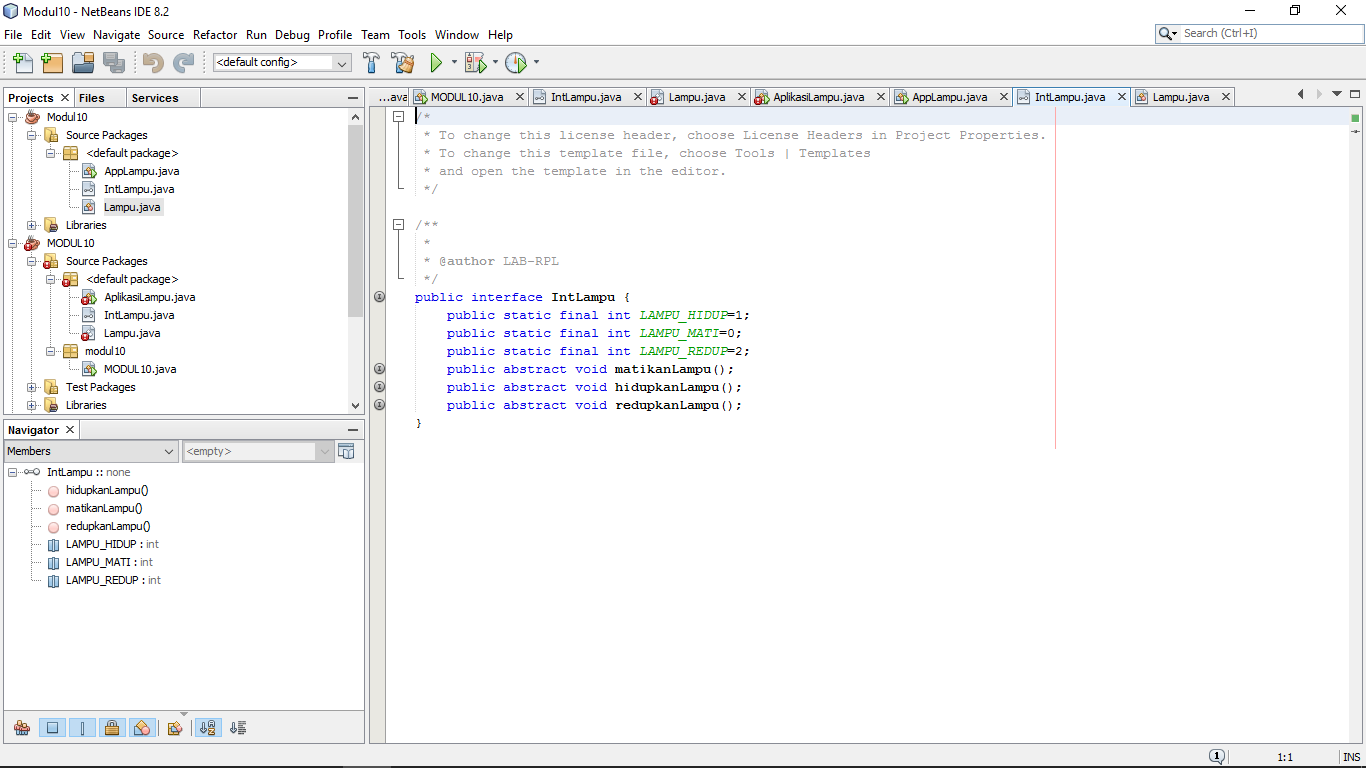 Modul10 - NetBeans IDE 8.2
File Edit View Navigate Source Refactor Run Debug Profile Team Tools Window Help
Search (Ctrl+I)
<default config>
Projects Files Services
Modul10
Source Packages
<default package>
AppLampu.java
IntLampu.java
Lampu.java
Libraries
MODUL10
Source Packages
<default package>
AplikasiLampu.java
IntLampu.java
Lampu.java
modul10
MODUL10.java
Test Packages
Libraries
Navigator
Members <empty>
IntLampu :: none
hidupkanLampu()
matikanLampu()
redupkanLampu()
LAMPU_HIDUP : int
LAMPU_MATI : int
LAMPU_REDUP : int
...ava MODUL10.java IntLampu.java Lampu.java AplikasiLampu.java AppLampu.java IntLampu.java Lampu.java
/*
* To change this license header, choose License Headers in Project Properties.
* To change this template file, choose Tools | Templates
* and open the template in the editor.
*/
/**
*
* @author LAB-RPL
*/
public interface IntLampu {
public static final int LAMPU_HIDUP=1;
public static final int LAMPU_MATI=0;
public static final int LAMPU_REDUP=2;
public abstract void matikanLampu();
public abstract void hidupkanLampu();
public abstract void redupkanLampu();
}
1 1:1 INS